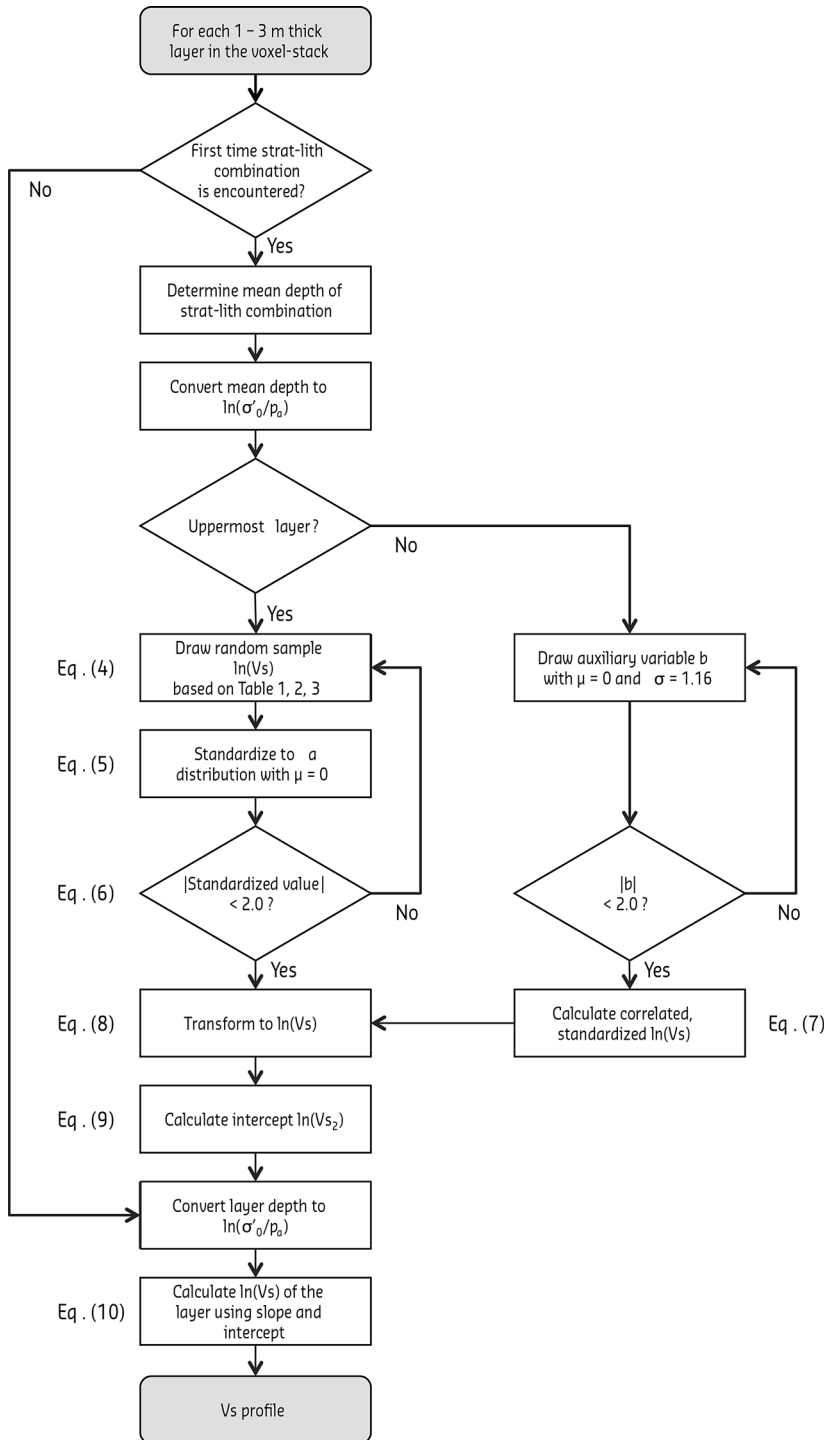 For each 1 – 3 m thick
layer in the voxel-stack
First time strat-lith
combination
is encountered?
No
Yes
Determine mean depth of
strat-lith combination
Convert mean depth to
ln(σ'₀/pₐ)
Uppermost layer?
No
Yes
Eq . (4)
Draw random sample
ln(Vs)
based on Table 1, 2, 3
Draw auxiliary variable b
with μ = 0 and σ = 1.16
Eq . (5)
Standardize to a
distribution with μ = 0
Eq . (6)
|Standardized value|
< 2.0 ?
No
|b|
< 2.0 ?
No
Yes
Yes
Eq . (8)
Transform to ln(Vs)
Calculate correlated,
standardized ln(Vs)
Eq . (7)
Eq . (9)
Calculate intercept ln(Vs₂)
Convert layer depth to
ln(σ'₀/pₐ)
Eq . (10)
Calculate ln(Vs) of the
layer using slope and
intercept
Vs profile